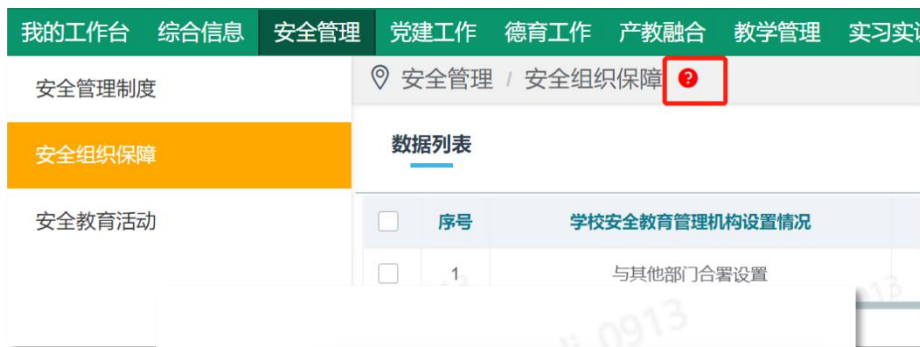 我的工作台 综合信息 安全管理 党建工作 德育工作 产教融合 教学管理 实习实
安全管理制度
安全组织保障
安全教育活动
安全管理 / 安全组织保障 ?
数据列表
序号 学校安全教育管理机构设置情况
1 与其他部门合署设置
0913